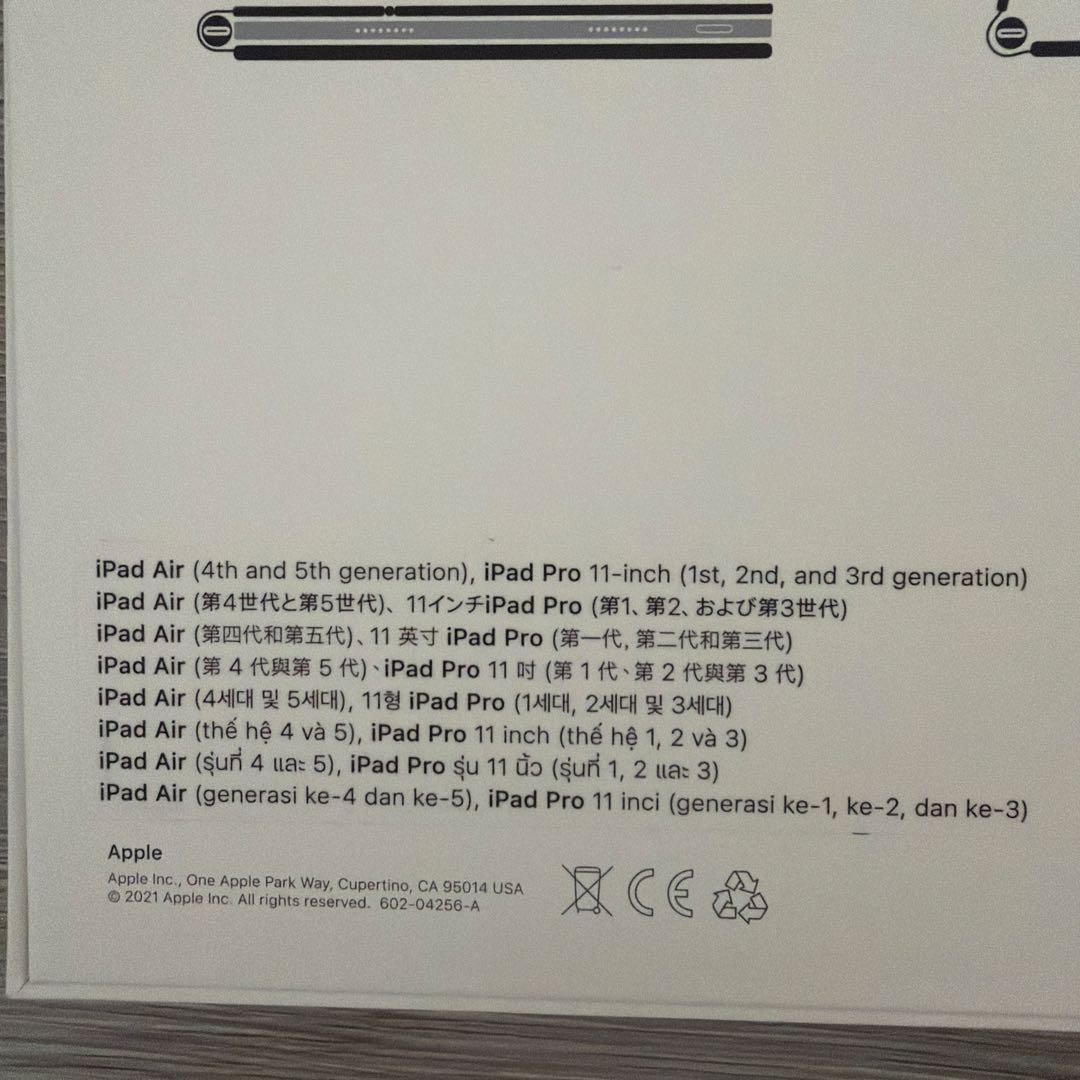 iPad Air (4th and 5th generation), iPad Pro 11-inch (1st, 2nd, and 3rd generation)
iPad Air (第4世代と第5世代)、11インチiPad Pro (第1、第2、および第3世代)
iPad Air (第四代和第五代)、11 英寸 iPad Pro (第一代, 第二代和第三代)
iPad Air (第 4 代與第 5 代)、iPad Pro 11 吋 (第 1 代、第 2 代與第 3 代)
iPad Air (4세대 및 5세대), 11형 iPad Pro (1세대, 2세대 및 3세대)
iPad Air (thế hệ 4 và 5), iPad Pro 11 inch (thế hệ 1, 2 và 3)
iPad Air (รุ่นที่ 4 และ 5), iPad Pro รุ่น 11 นิ้ว (รุ่นที่ 1, 2 และ 3)
iPad Air (generasi ke-4 dan ke-5), iPad Pro 11 inci (generasi ke-1, ke-2, dan ke-3)
Apple
Apple Inc., One Apple Park Way, Cupertino, CA 95014 USA
© 2021 Apple Inc. All rights reserved. 602-04256-A
CE